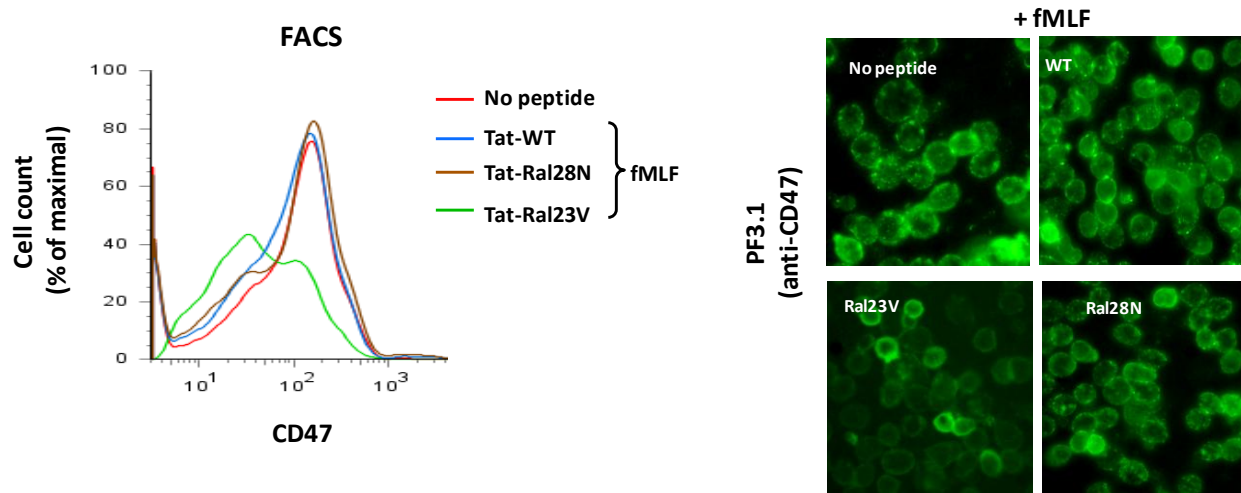 FACS
Cell count
(% of maximal)
100
80
60
40
20
0
10¹
10²
10³
CD47
No peptide
Tat-WT
Tat-Ral28N
Tat-Ral23V
fMLF
+ fMLF
PF3.1
(anti-CD47)
No peptide
WT
Ral23V
Ral28N